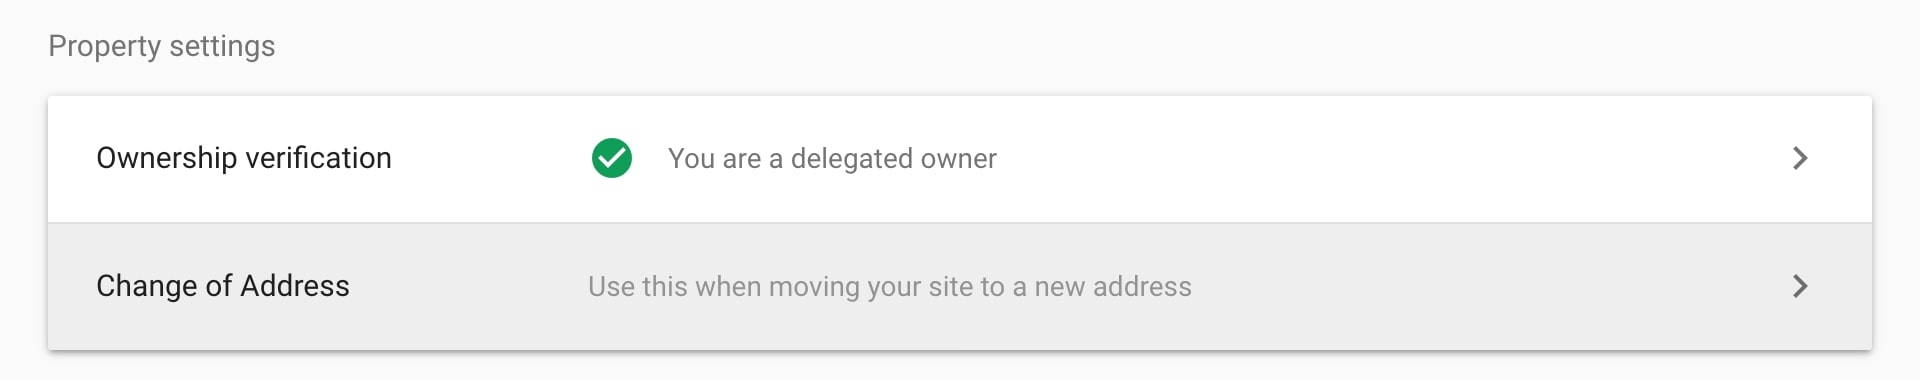 Property settings
Ownership verification
You are a delegated owner
Change of Address
Use this when moving your site to a new address